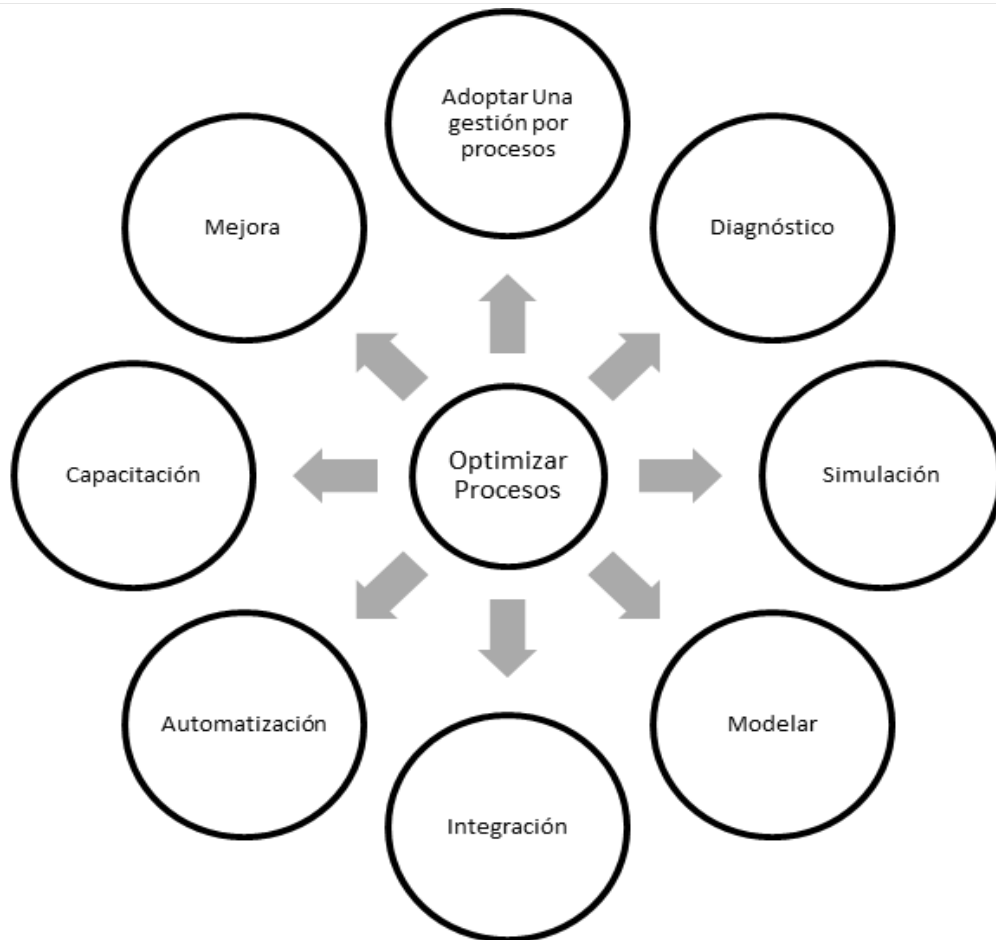 Adoptar Una
gestión por
procesos
Mejora
Diagnóstico
Capacitación
Optimizar
Procesos
Simulación
Automatización
Modelar
Integración